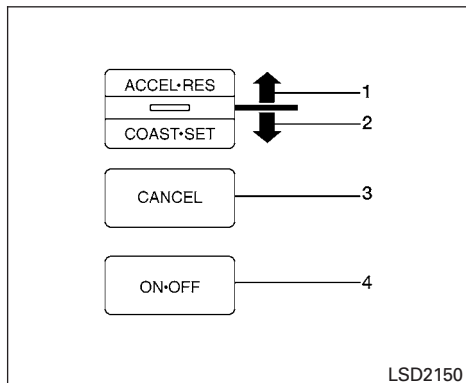 ACCEL•RES
1
2
COAST•SET
CANCEL
3
ON•OFF
4
LSD2150